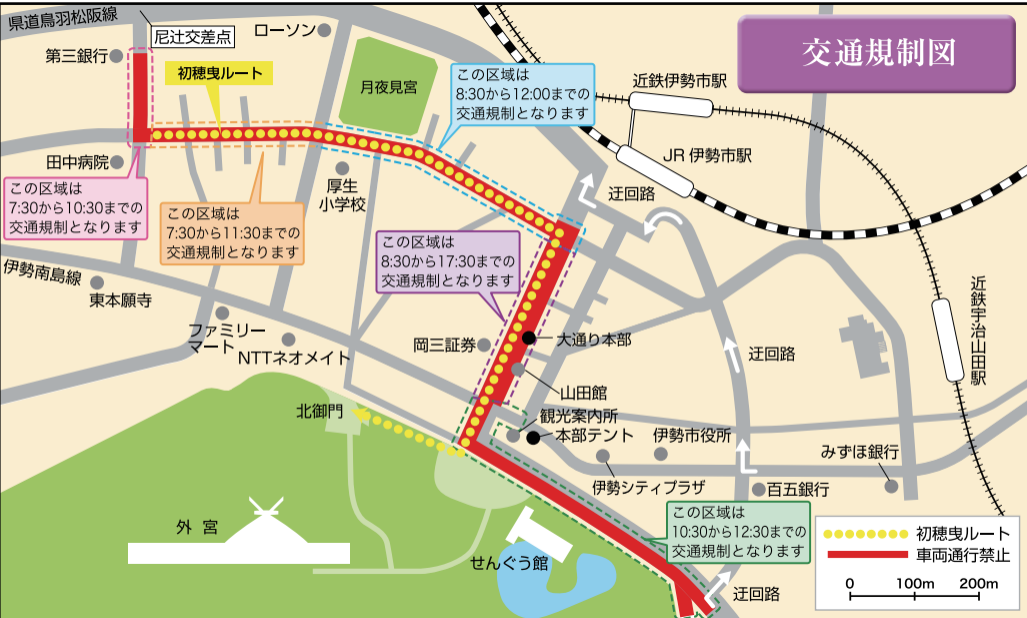 県道鳥羽松阪線
尼辻交差点
ローソン
交通規制図
第三銀行
初穂曳ルート
月夜見宮
この区域は
8:30から12:00までの
交通規制となります
近鉄伊勢市駅
JR伊勢市駅
田中病院
厚生
小学校
迂回路
この区域は
7:30から10:30までの
交通規制となります
この区域は
7:30から11:30までの
交通規制となります
この区域は
8:30から17:30までの
交通規制となります
伊勢南島線
東本願寺
ファミリー
マート
NTTネオメイト
岡三証券
大通り本部
迂回路
近鉄宇治山田駅
山田館
北御門
観光案内所
本部テント
伊勢市役所
みずほ銀行
伊勢シティプラザ
百五銀行
外宮
せんぐう館
この区域は
10:30から12:30までの
交通規制となります
迂回路
初穂曳ルート
車両通行禁止
0 100m 200m